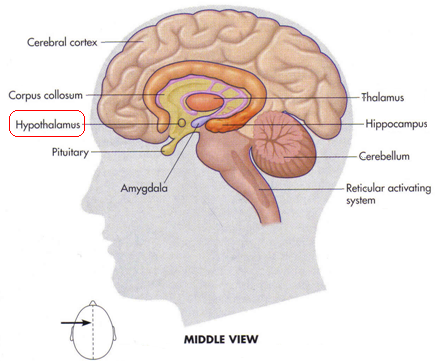 Cerebral cortex
Corpus collosum
Hypothalamus
Pituitary
Amygdala
Thalamus
Hippocampus
Cerebellum
Reticular activating
system
MIDDLE VIEW